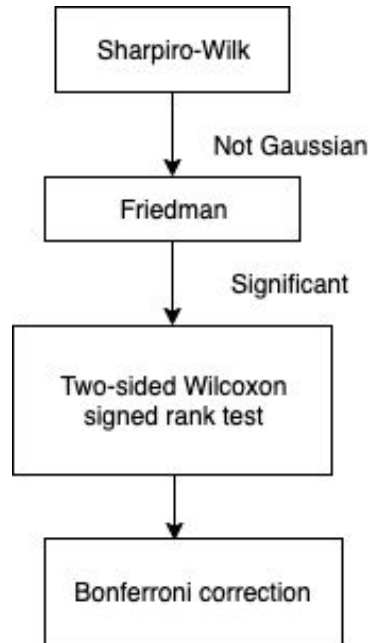 Sharpiro-Wilk
Not Gaussian
Friedman
Significant
Two-sided Wilcoxon
signed rank test
Bonferroni correction